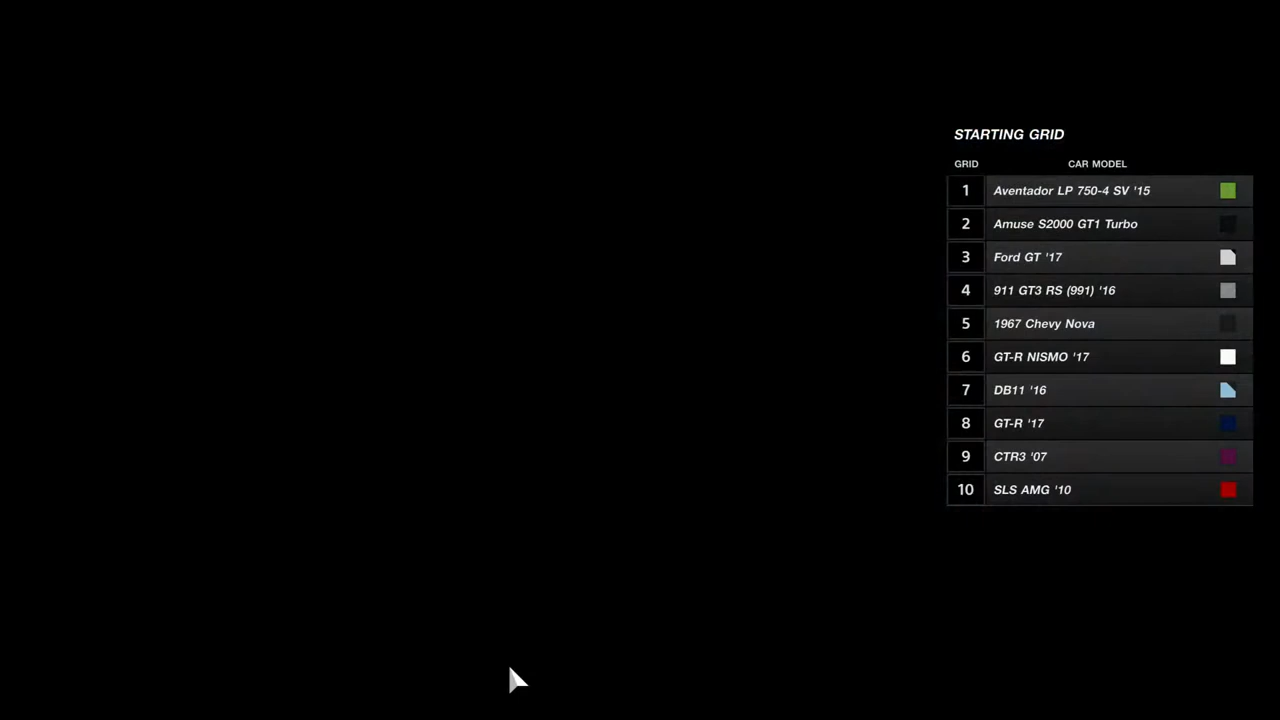 STARTING GRID
GRID CAR MODEL
1 Aventador LP 750-4 SV '15
2 Amuse S2000 GT1 Turbo
3 Ford GT '17
4 911 GT3 RS (991) '16
5 1967 Chevy Nova
6 GT-R NISMO '17
7 DB11 '16
8 GT-R '17
9 CTR3 '07
10 SLS AMG '10